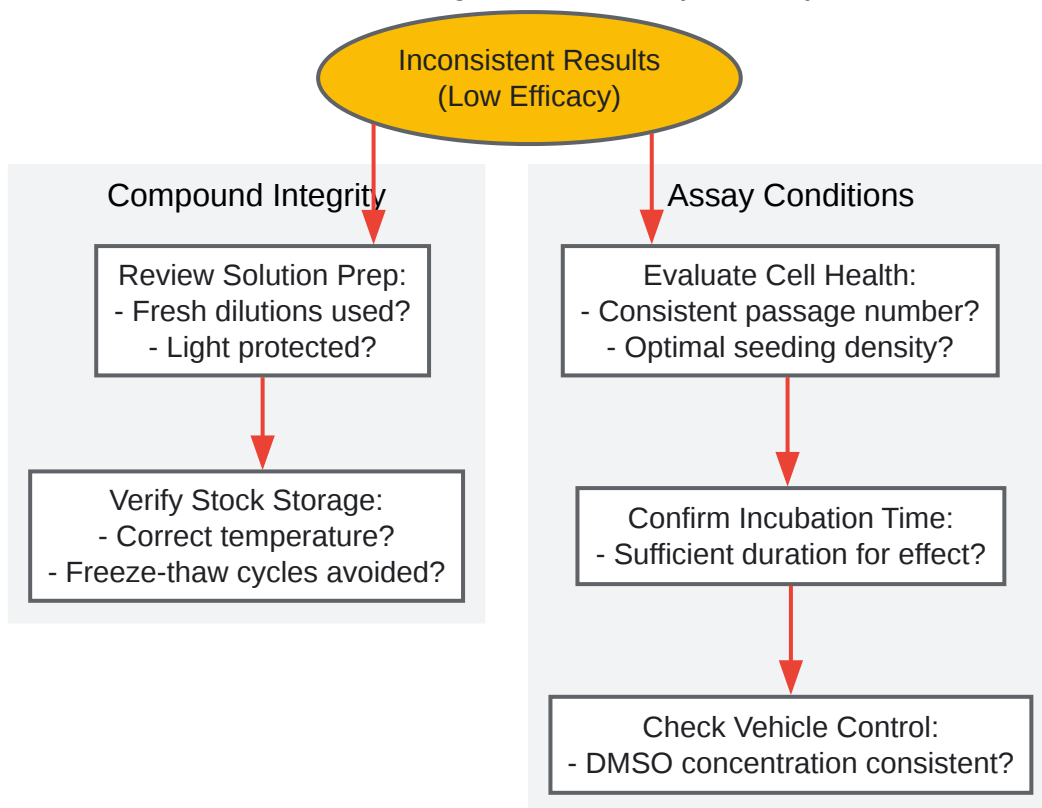 Inconsistent Results
(Low Efficacy)
Compound Integrity
Review Solution Prep:
- Fresh dilutions used?
- Light protected?
Verify Stock Storage:
- Correct temperature?
- Freeze-thaw cycles avoided?
Assay Conditions
Evaluate Cell Health:
- Consistent passage number?
- Optimal seeding density?
Confirm Incubation Time:
- Sufficient duration for effect?
Check Vehicle Control:
- DMSO concentration consistent?